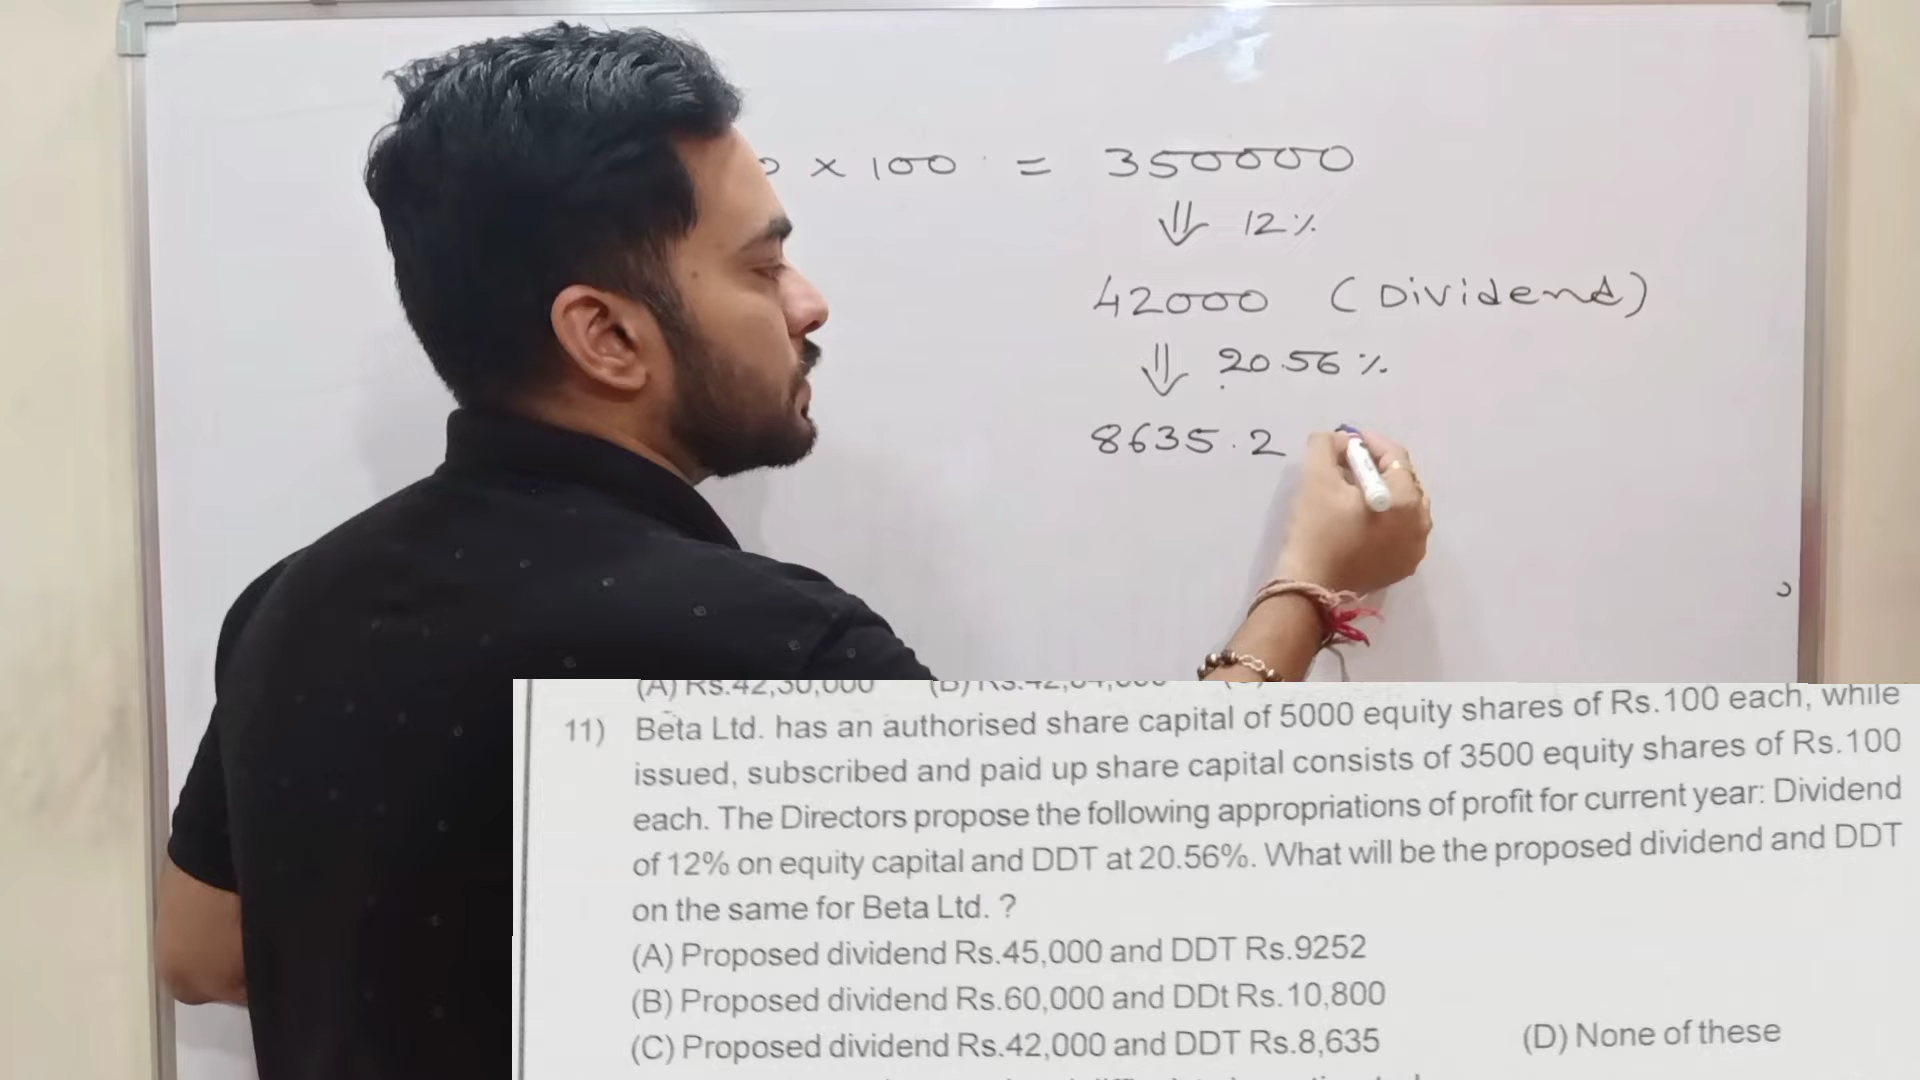 × 100 = 350000
⇓ 12%
42000 (Dividend)
⇓ 20.56%
8635.2
(A) Rs.42,30,000
11) Beta Ltd. has an authorised share capital of 5000 equity shares of Rs.100 each, while
issued, subscribed and paid up share capital consists of 3500 equity shares of Rs.100
each. The Directors propose the following appropriations of profit for current year: Dividend
of 12% on equity capital and DDT at 20.56%. What will be the proposed dividend and DDT
on the same for Beta Ltd. ?
(A) Proposed dividend Rs.45,000 and DDT Rs.9252
(B) Proposed dividend Rs.60,000 and DDt Rs.10,800
(C) Proposed dividend Rs.42,000 and DDT Rs.8,635 (D) None of these